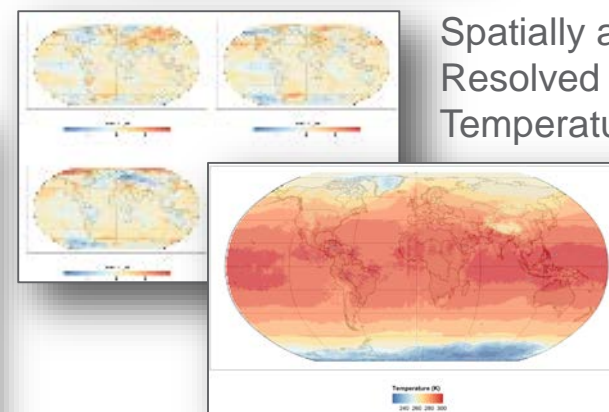 Spatially a
Resolved
Temperatu
Temperature (K)
240 260 280 300